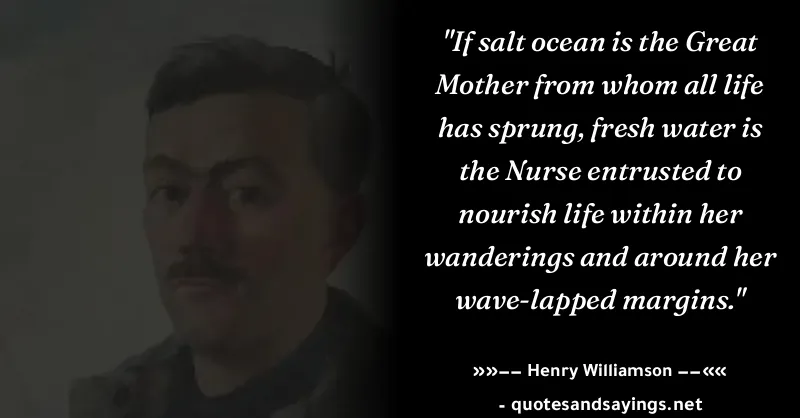 "If salt ocean is the Great
Mother from whom all life
has sprung, fresh water is
the Nurse entrusted to
nourish life within her
wanderings and around her
wave-lapped margins."
»»−− Henry Williamson −−««
- quotesandsayings.net